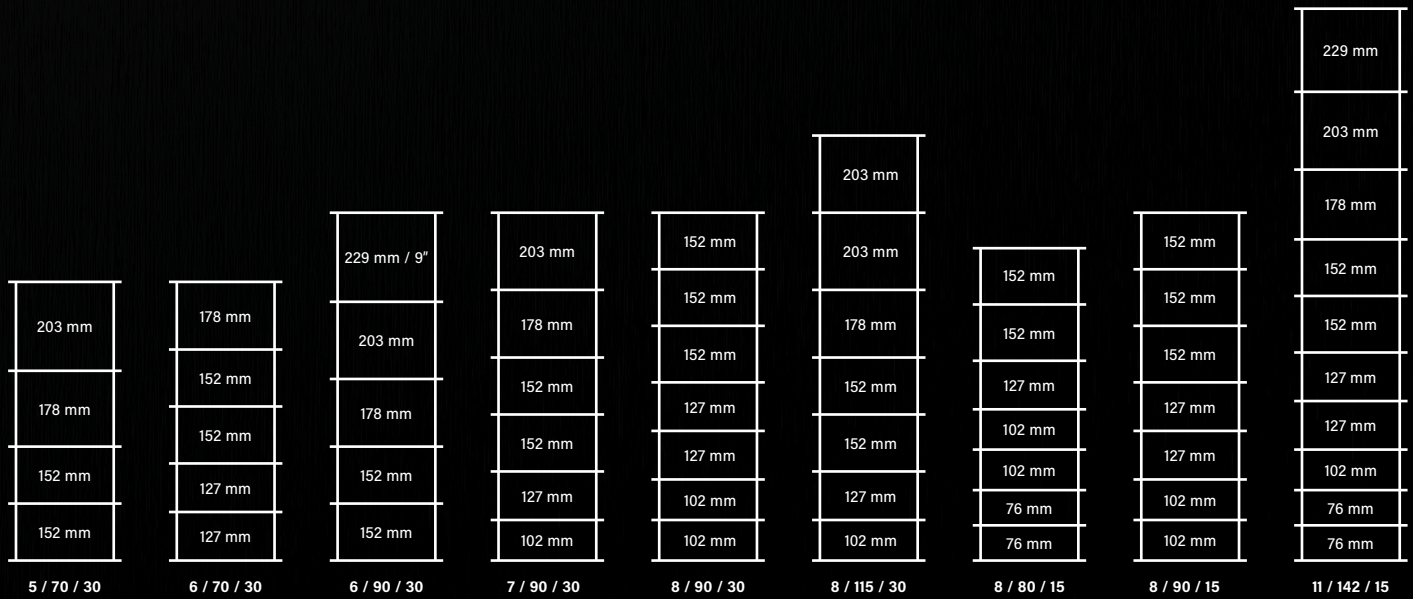 203 mm
178 mm
152 mm
152 mm
5 / 70 / 30
178 mm
152 mm
152 mm
127 mm
127 mm
6 / 70 / 30
229 mm / 9"
203 mm
178 mm
152 mm
152 mm
6 / 90 / 30
203 mm
178 mm
152 mm
152 mm
127 mm
102 mm
7 / 90 / 30
152 mm
152 mm
152 mm
127 mm
127 mm
102 mm
102 mm
8 / 90 / 30
203 mm
203 mm
178 mm
152 mm
152 mm
127 mm
102 mm
8 / 115 / 30
152 mm
152 mm
127 mm
102 mm
102 mm
76 mm
76 mm
8 / 80 / 15
152 mm
152 mm
152 mm
127 mm
127 mm
102 mm
102 mm
8 / 90 / 15
229 mm
203 mm
178 mm
152 mm
152 mm
127 mm
127 mm
102 mm
76 mm
76 mm
11 / 142 / 15